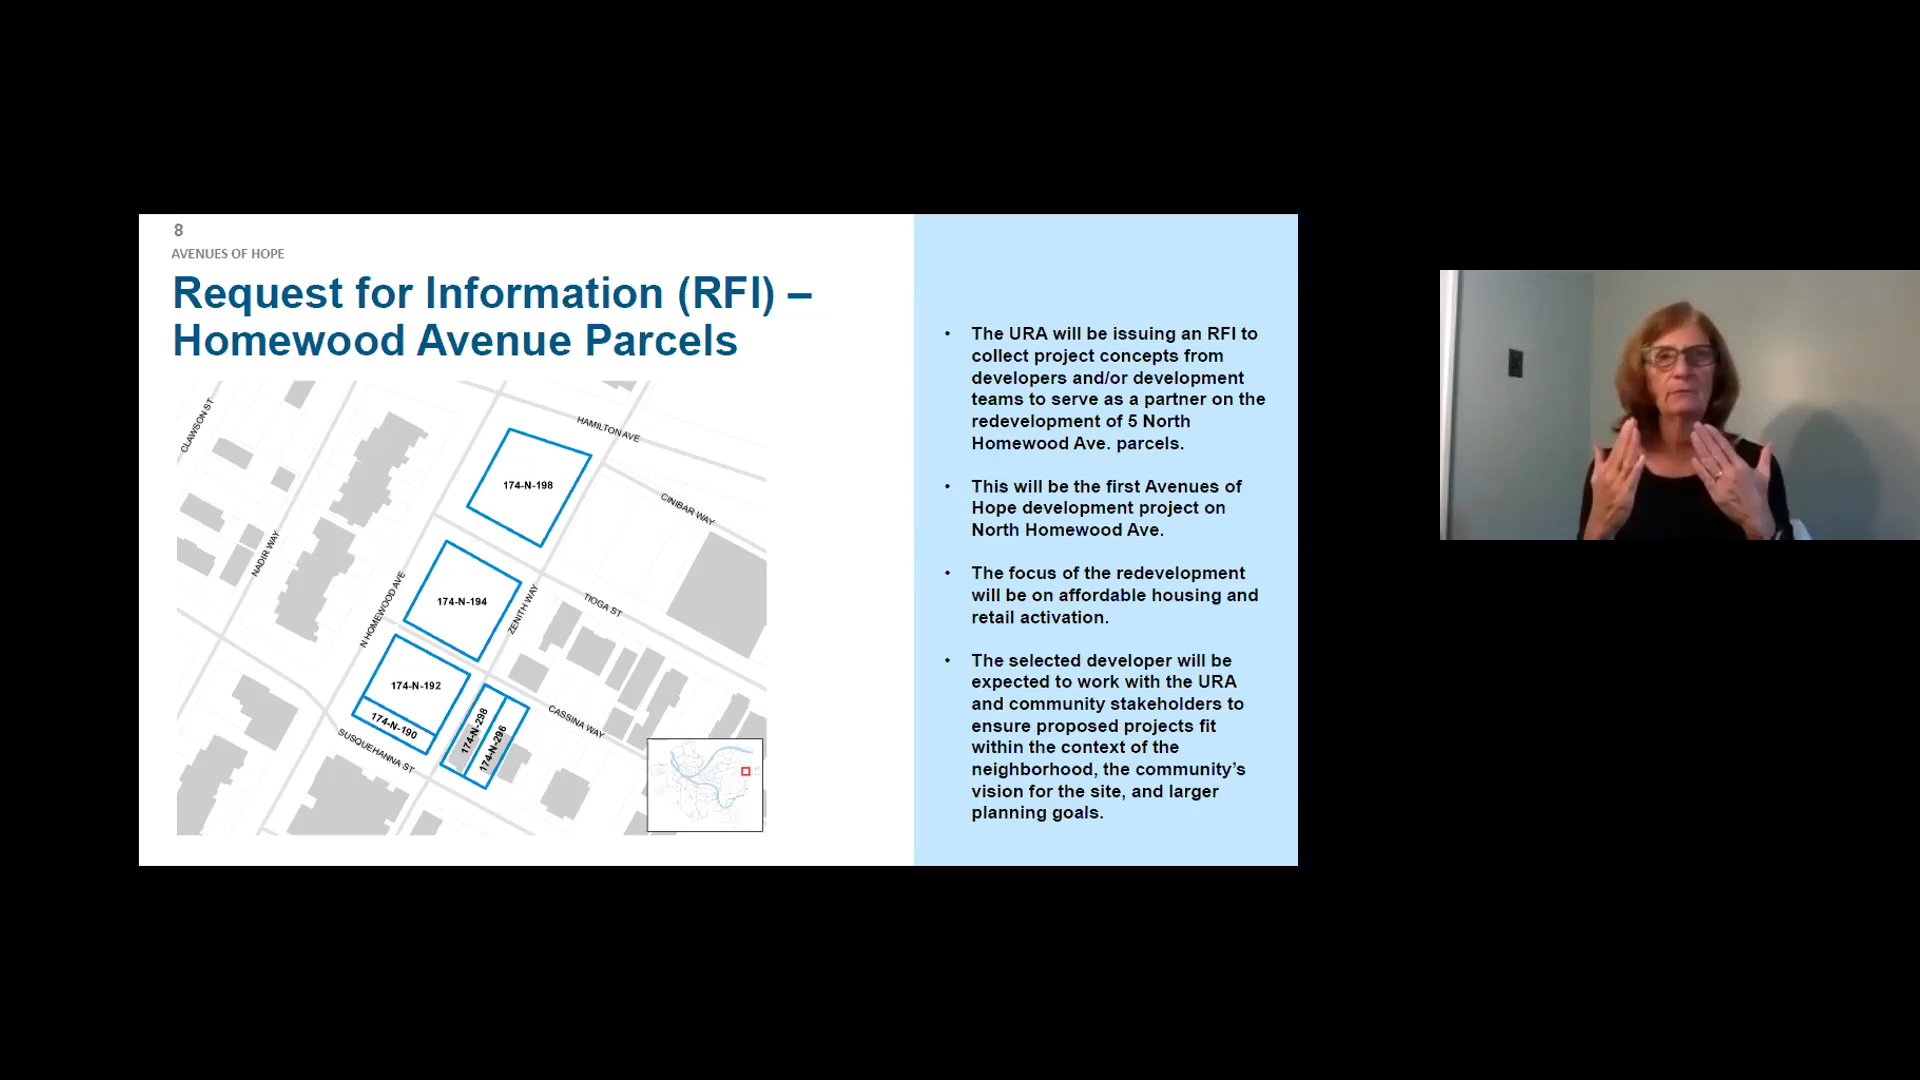 8
AVENUES OF HOPE
Request for Information (RFI) –
Homewood Avenue Parcels
CLAWSON ST
HAMILTON AVE
174-N-198
CINIBAR WAY
NADIR WAY
N HOMEWOOD AVE
174-N-194
ZENITH WAY
TIOGA ST
174-N-192
174-N-190
174-N-298
174-N-296
CASSINA WAY
SUSQUEHANNA ST
• The URA will be issuing an RFI to
collect project concepts from
developers and/or development
teams to serve as a partner on the
redevelopment of 5 North
Homewood Ave. parcels.
• This will be the first Avenues of
Hope development project on
North Homewood Ave.
• The focus of the redevelopment
will be on affordable housing and
retail activation.
• The selected developer will be
expected to work with the URA
and community stakeholders to
ensure proposed projects fit
within the context of the
neighborhood, the community’s
vision for the site, and larger
planning goals.